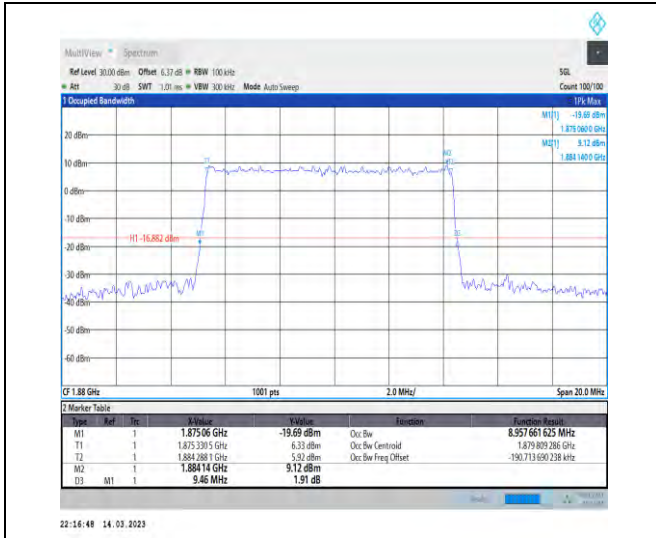 MultiView Spectrum
Ref Level 30.00 dBm Offset 6.37 dB RBW 100 kHz SGL
Att 30 dB SWT 1.01 ms VBW 300 kHz Mode Auto Sweep Count 100/100
1 Occupied Bandwidth 1Pk Max
M1[1] -19.69 dBm
1.875 060 0 GHz
M2[1] 9.12 dBm
1.884 140 0 GHz
20 dBm
M2
T1
10 dBm
0 dBm
-10 dBm
H1 -16.882 dBm
M1
-20 dBm
-30 dBm
-40 dBm
-50 dBm
-60 dBm
CF 1.88 GHz 1001 pts 2.0 MHz/ Span 20.0 MHz
2 Marker Table
Type Ref Trc X-Value Y-Value Function Function Result
M1 1 1.875 06 GHz -19.69 dBm Occ Bw 8.957 661 625 MHz
T1 1 1.875 330 5 GHz 6.33 dBm Occ Bw Centroid 1.879 809 286 GHz
T2 1 1.884 288 1 GHz 5.92 dBm Occ Bw Freq Offset -190.713 690 238 kHz
M2 1 1.884 14 GHz 9.12 dBm
D3 M1 1 9.46 MHz 1.91 dB
22:16:48 14.03.2023